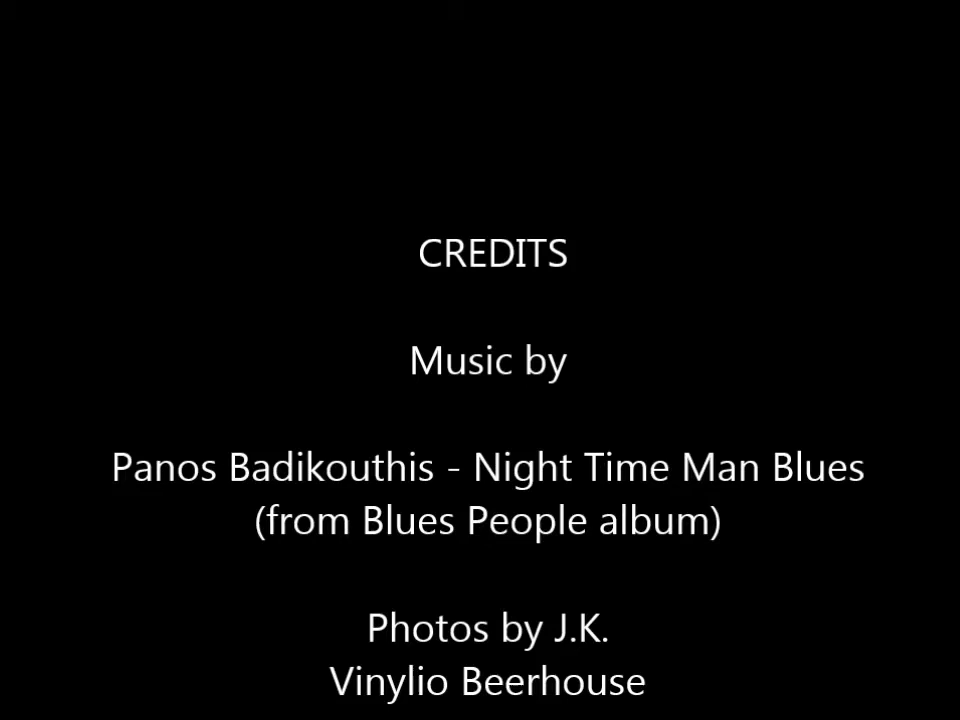 CREDITS
Music by
Panos Badikouthis - Night Time Man Blues
(from Blues People album)
Photos by J.K.
Vinylio Beerhouse